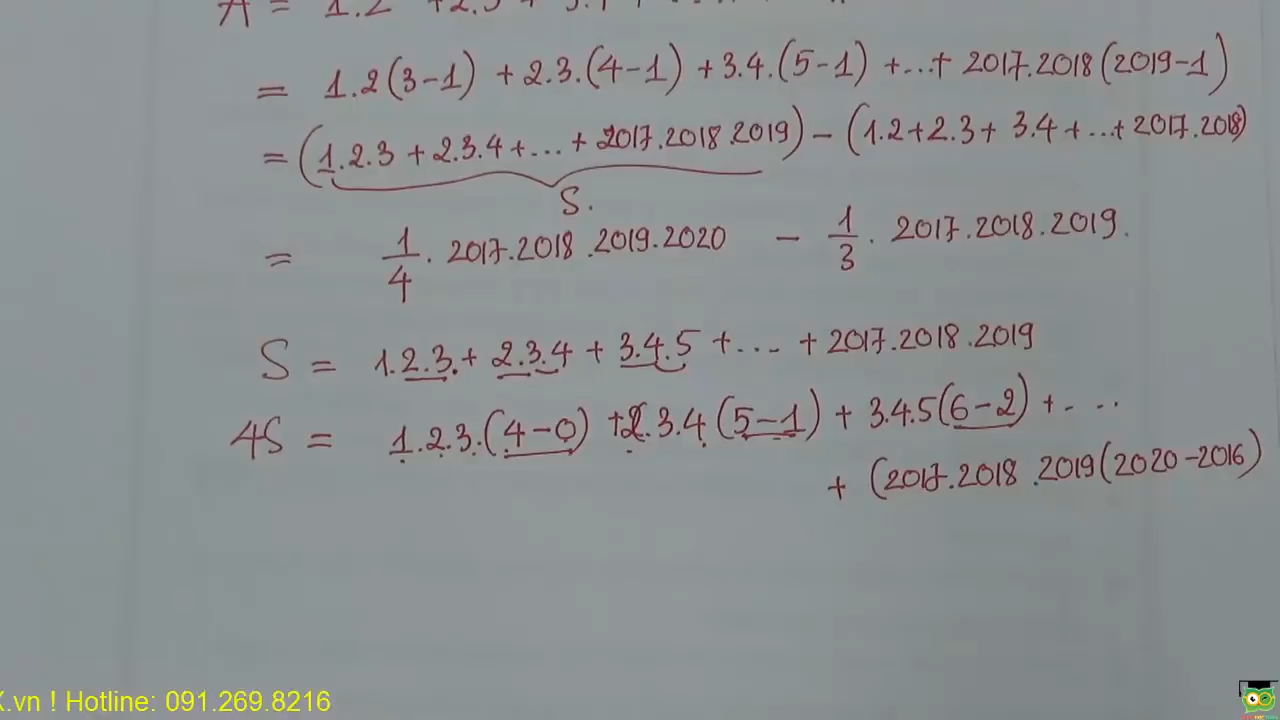 = 1.2(3-1) + 2.3.(4-1) + 3.4.(5-1) +...+ 2017.2018(2019-1)
= (1.2.3 + 2.3.4 + ... + 2017.2018.2019) - (1.2+2.3+ 3.4 + ...+ 2017.2018)
S.
= 1/4 . 2017.2018.2019.2020 - 1/3 . 2017.2018.2019.
S = 1.2.3.+ 2.3.4 + 3.4.5 +... + 2017.2018.2019
4S = 1.2.3.(4-0) +2.3.4(5-1) + 3.4.5(6-2) +...
+ (2017.2018.2019(2020-2016)
X.vn ! Hotline: 091.269.8216